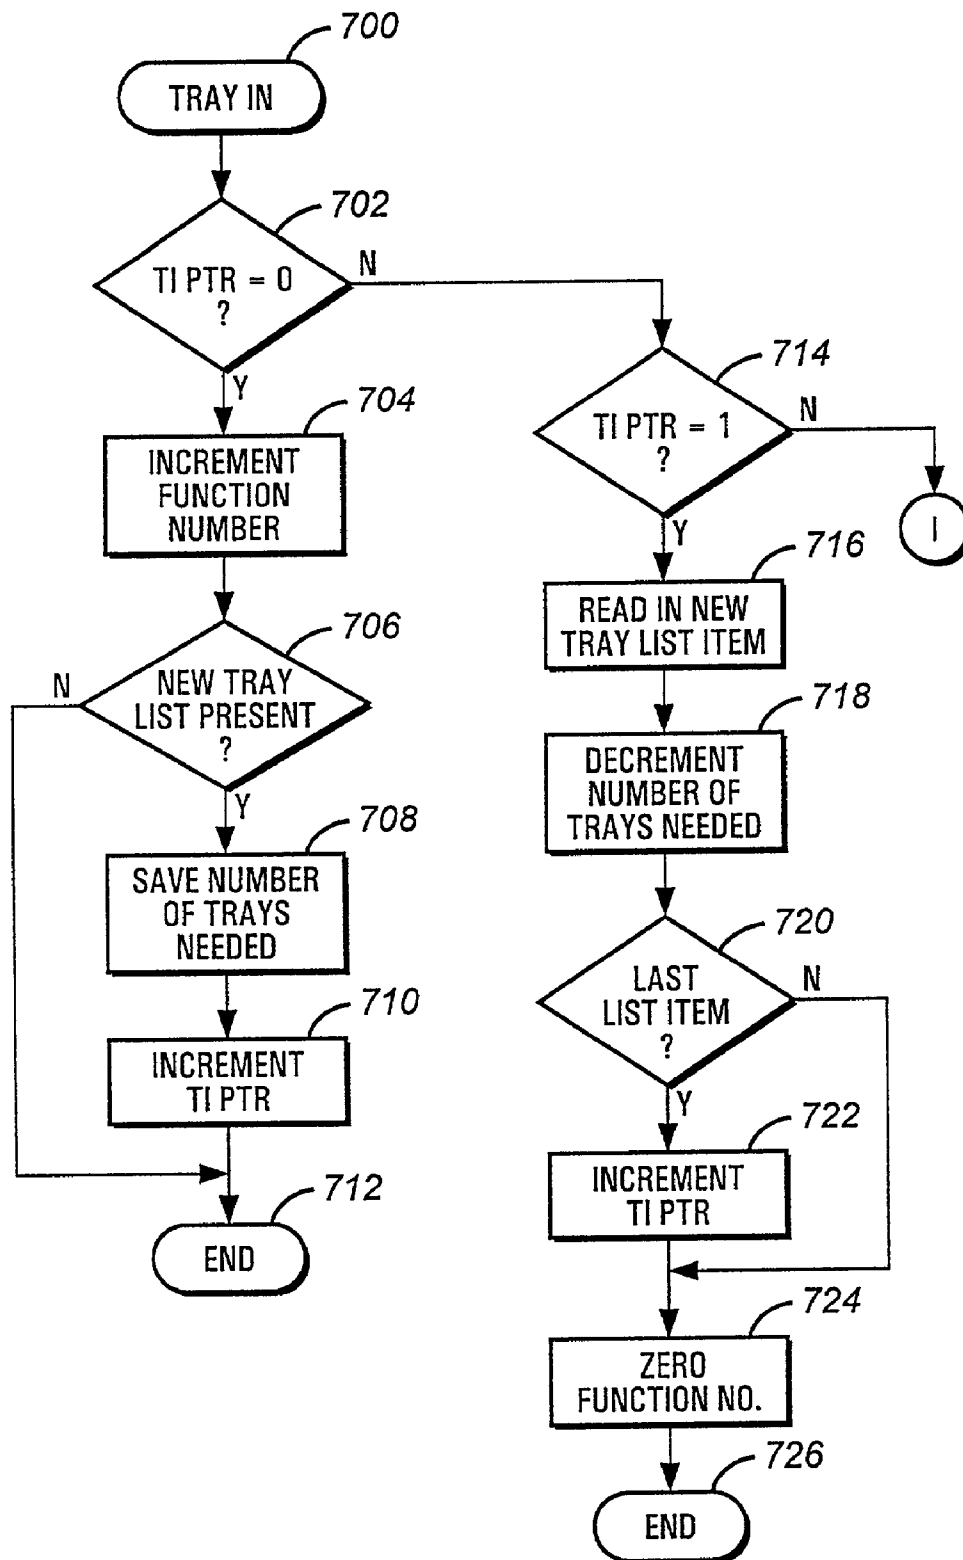 700
TRAY IN
702
TI PTR = 0
?
N
Y
704
INCREMENT
FUNCTION
NUMBER
706
NEW TRAY
LIST PRESENT
?
N
Y
708
SAVE NUMBER
OF TRAYS
NEEDED
710
INCREMENT
TI PTR
712
END
714
TI PTR = 1
?
N
I
Y
716
READ IN NEW
TRAY LIST ITEM
718
DECREMENT
NUMBER OF
TRAYS NEEDED
720
LAST
LIST ITEM
?
N
Y
722
INCREMENT
TI PTR
724
ZERO
FUNCTION NO.
726
END